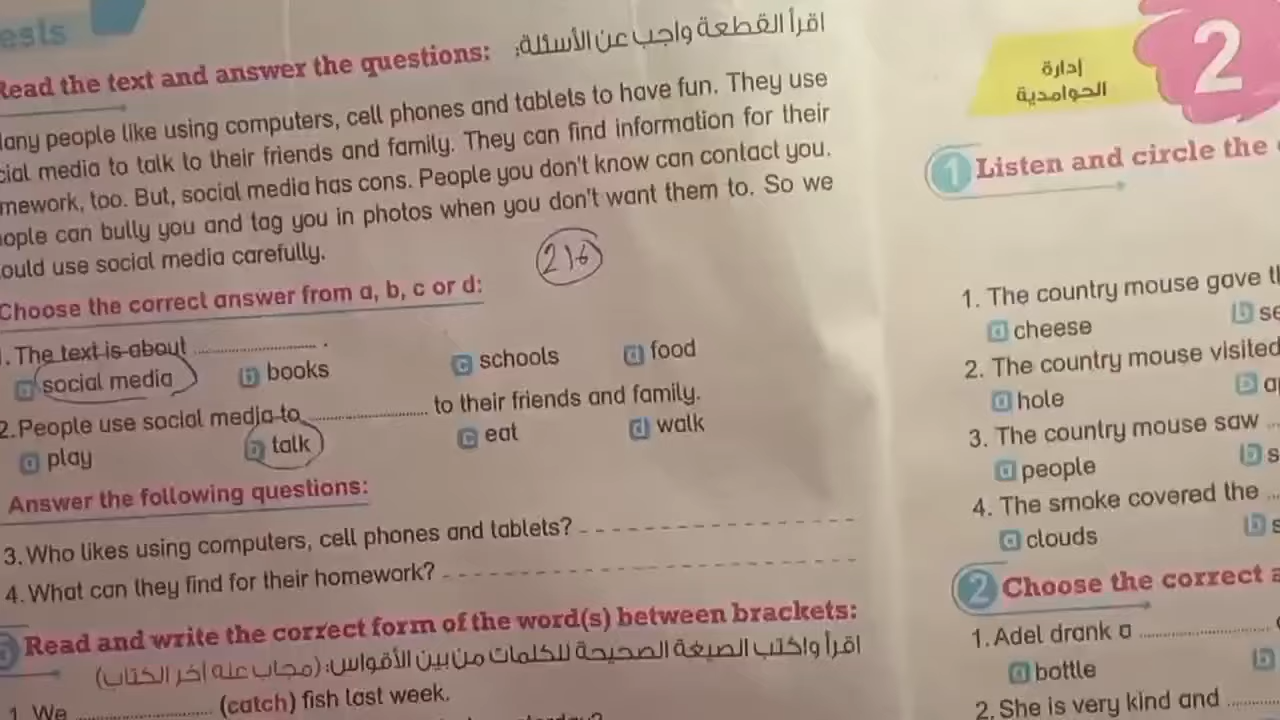 ests
Read the text and answer the questions: اقرأ القطعة واجب عن الأسئلة:
any people like using computers, cell phones and tablets to have fun. They use
cial media to talk to their friends and family. They can find information for their
mework, too. But, social media has cons. People you don't know can contact you.
ople can bully you and tag you in photos when you don't want them to. So we
ould use social media carefully.
216
Choose the correct answer from a, b, c or d:
1. The text is about .................... .
a social media b books c schools d food
2. People use social media to .................... to their friends and family.
a play b talk c eat d walk
Answer the following questions:
3. Who likes using computers, cell phones and tablets? - - - - - - - - - -
4. What can they find for their homework? - - - - - - - - - -
Read and write the correct form of the word(s) between brackets:
اقرأ واكتب الصيغة الصحيحة للكلمات من بين الأقواس: (مجاب عنه آخر الكتاب)
1. We .................... (catch) fish last week.
2
إدارة
الحوامدية
1 Listen and circle the
1. The country mouse gave
a cheese b se
2. The country mouse visited
a hole b a
3. The country mouse saw ...
a people b s
4. The smoke covered the ...
a clouds b s
2 Choose the correct a
1. Adel drank a ....................
a bottle b
2. She is very kind and ..........